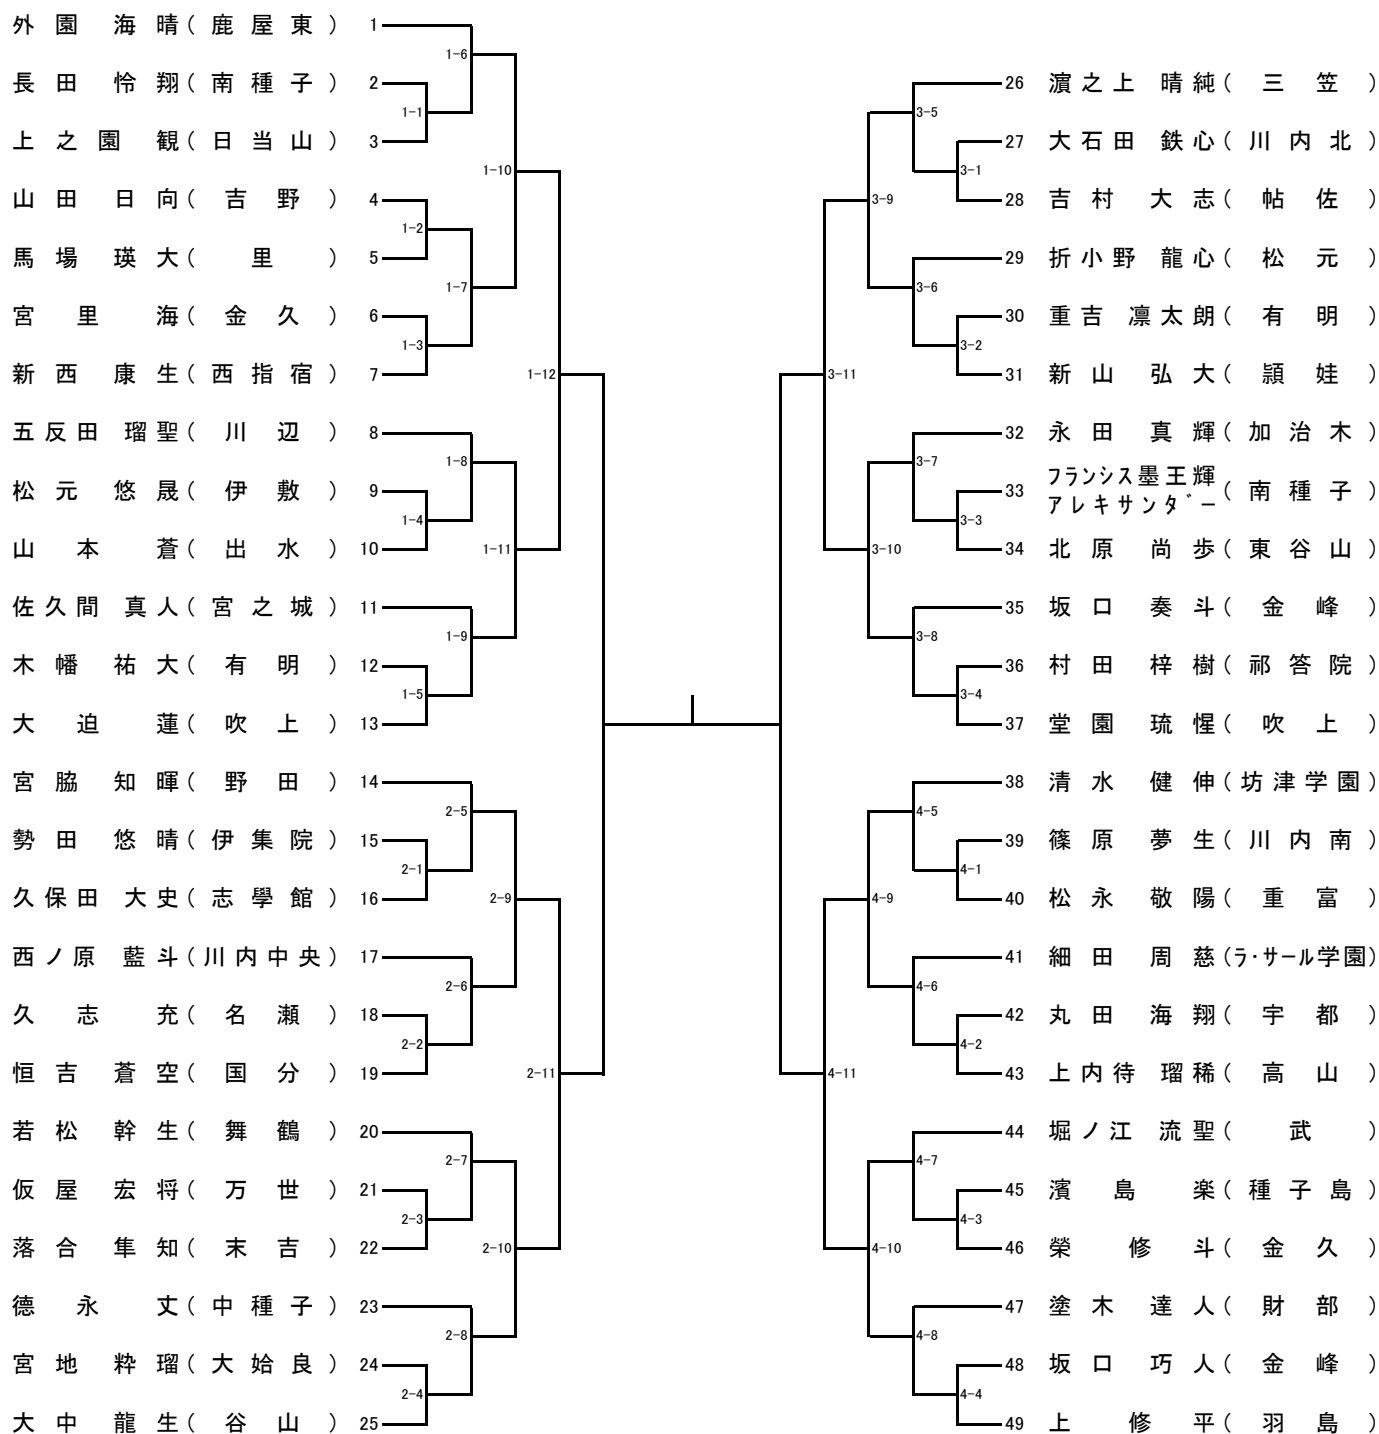 外園 海晴(鹿屋東) 1
1-6
長田 怜翔(南種子) 2
1-1
上之園 観(日当山) 3
1-10
山田 日向(吉野) 4
1-2
馬場 瑛大(里) 5
1-7
宮里 海(金久) 6
1-3
新西 康生(西指宿) 7
1-12
五反田 瑠聖(川辺) 8
1-8
松元 悠晟(伊敷) 9
1-4
山本 蒼(出水) 10
1-11
佐久間 真人(宮之城) 11
1-9
木幡 祐大(有明) 12
1-5
大迫 蓮(吹上) 13
宮脇 知暉(野田) 14
2-5
勢田 悠晴(伊集院) 15
2-1
久保田 大史(志學館) 16
2-9
西ノ原 藍斗(川内中央) 17
2-6
久志 充(名瀬) 18
2-2
恒吉 蒼空(国分) 19
2-11
若松 幹生(舞鶴) 20
2-7
仮屋 宏将(万世) 21
2-3
落合 隼知(末吉) 22
2-10
德永 丈(中種子) 23
2-8
宮地 粋瑠(大姶良) 24
2-4
大中 龍生(谷山) 25
26 濵之上 晴純(三笠)
3-5
27 大石田 鉄心(川内北)
3-1
28 吉村 大志(帖佐)
3-9
29 折小野 龍心(松元)
3-6
30 重吉 凛太朗(有明)
3-2
31 新山 弘大(頴娃)
3-11
32 永田 真輝(加治木)
3-7
33 フランシス墨王輝アレキサンダー(南種子)
3-3
34 北原 尚歩(東谷山)
3-10
35 坂口 奏斗(金峰)
3-8
36 村田 梓樹(祁答院)
3-4
37 堂園 琉惺(吹上)
38 清水 健伸(坊津学園)
4-5
39 篠原 夢生(川内南)
4-1
40 松永 敬陽(重富)
4-9
41 細田 周慈(ラ・サール学園)
4-6
42 丸田 海翔(宇都)
4-2
43 上内待 瑠稀(高山)
4-11
44 堀ノ江 流聖(武)
4-7
45 濱島 楽(種子島)
4-3
46 榮 修斗(金久)
4-10
47 塗木 達人(財部)
4-8
48 坂口 巧人(金峰)
4-4
49 上 修平(羽島)